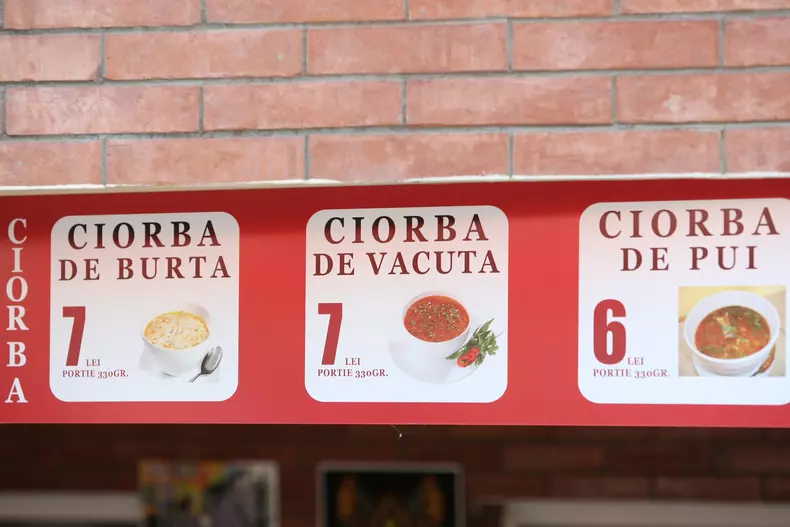 CIORBA
CIORBA
DE BURTA
7
LEI
PORTIE 330GR.
CIORBA
DE VACUTA
7
LEI
PORTIE 330GR.
CIORBA
DE PUI
6
LEI
PORTIE 330GR.